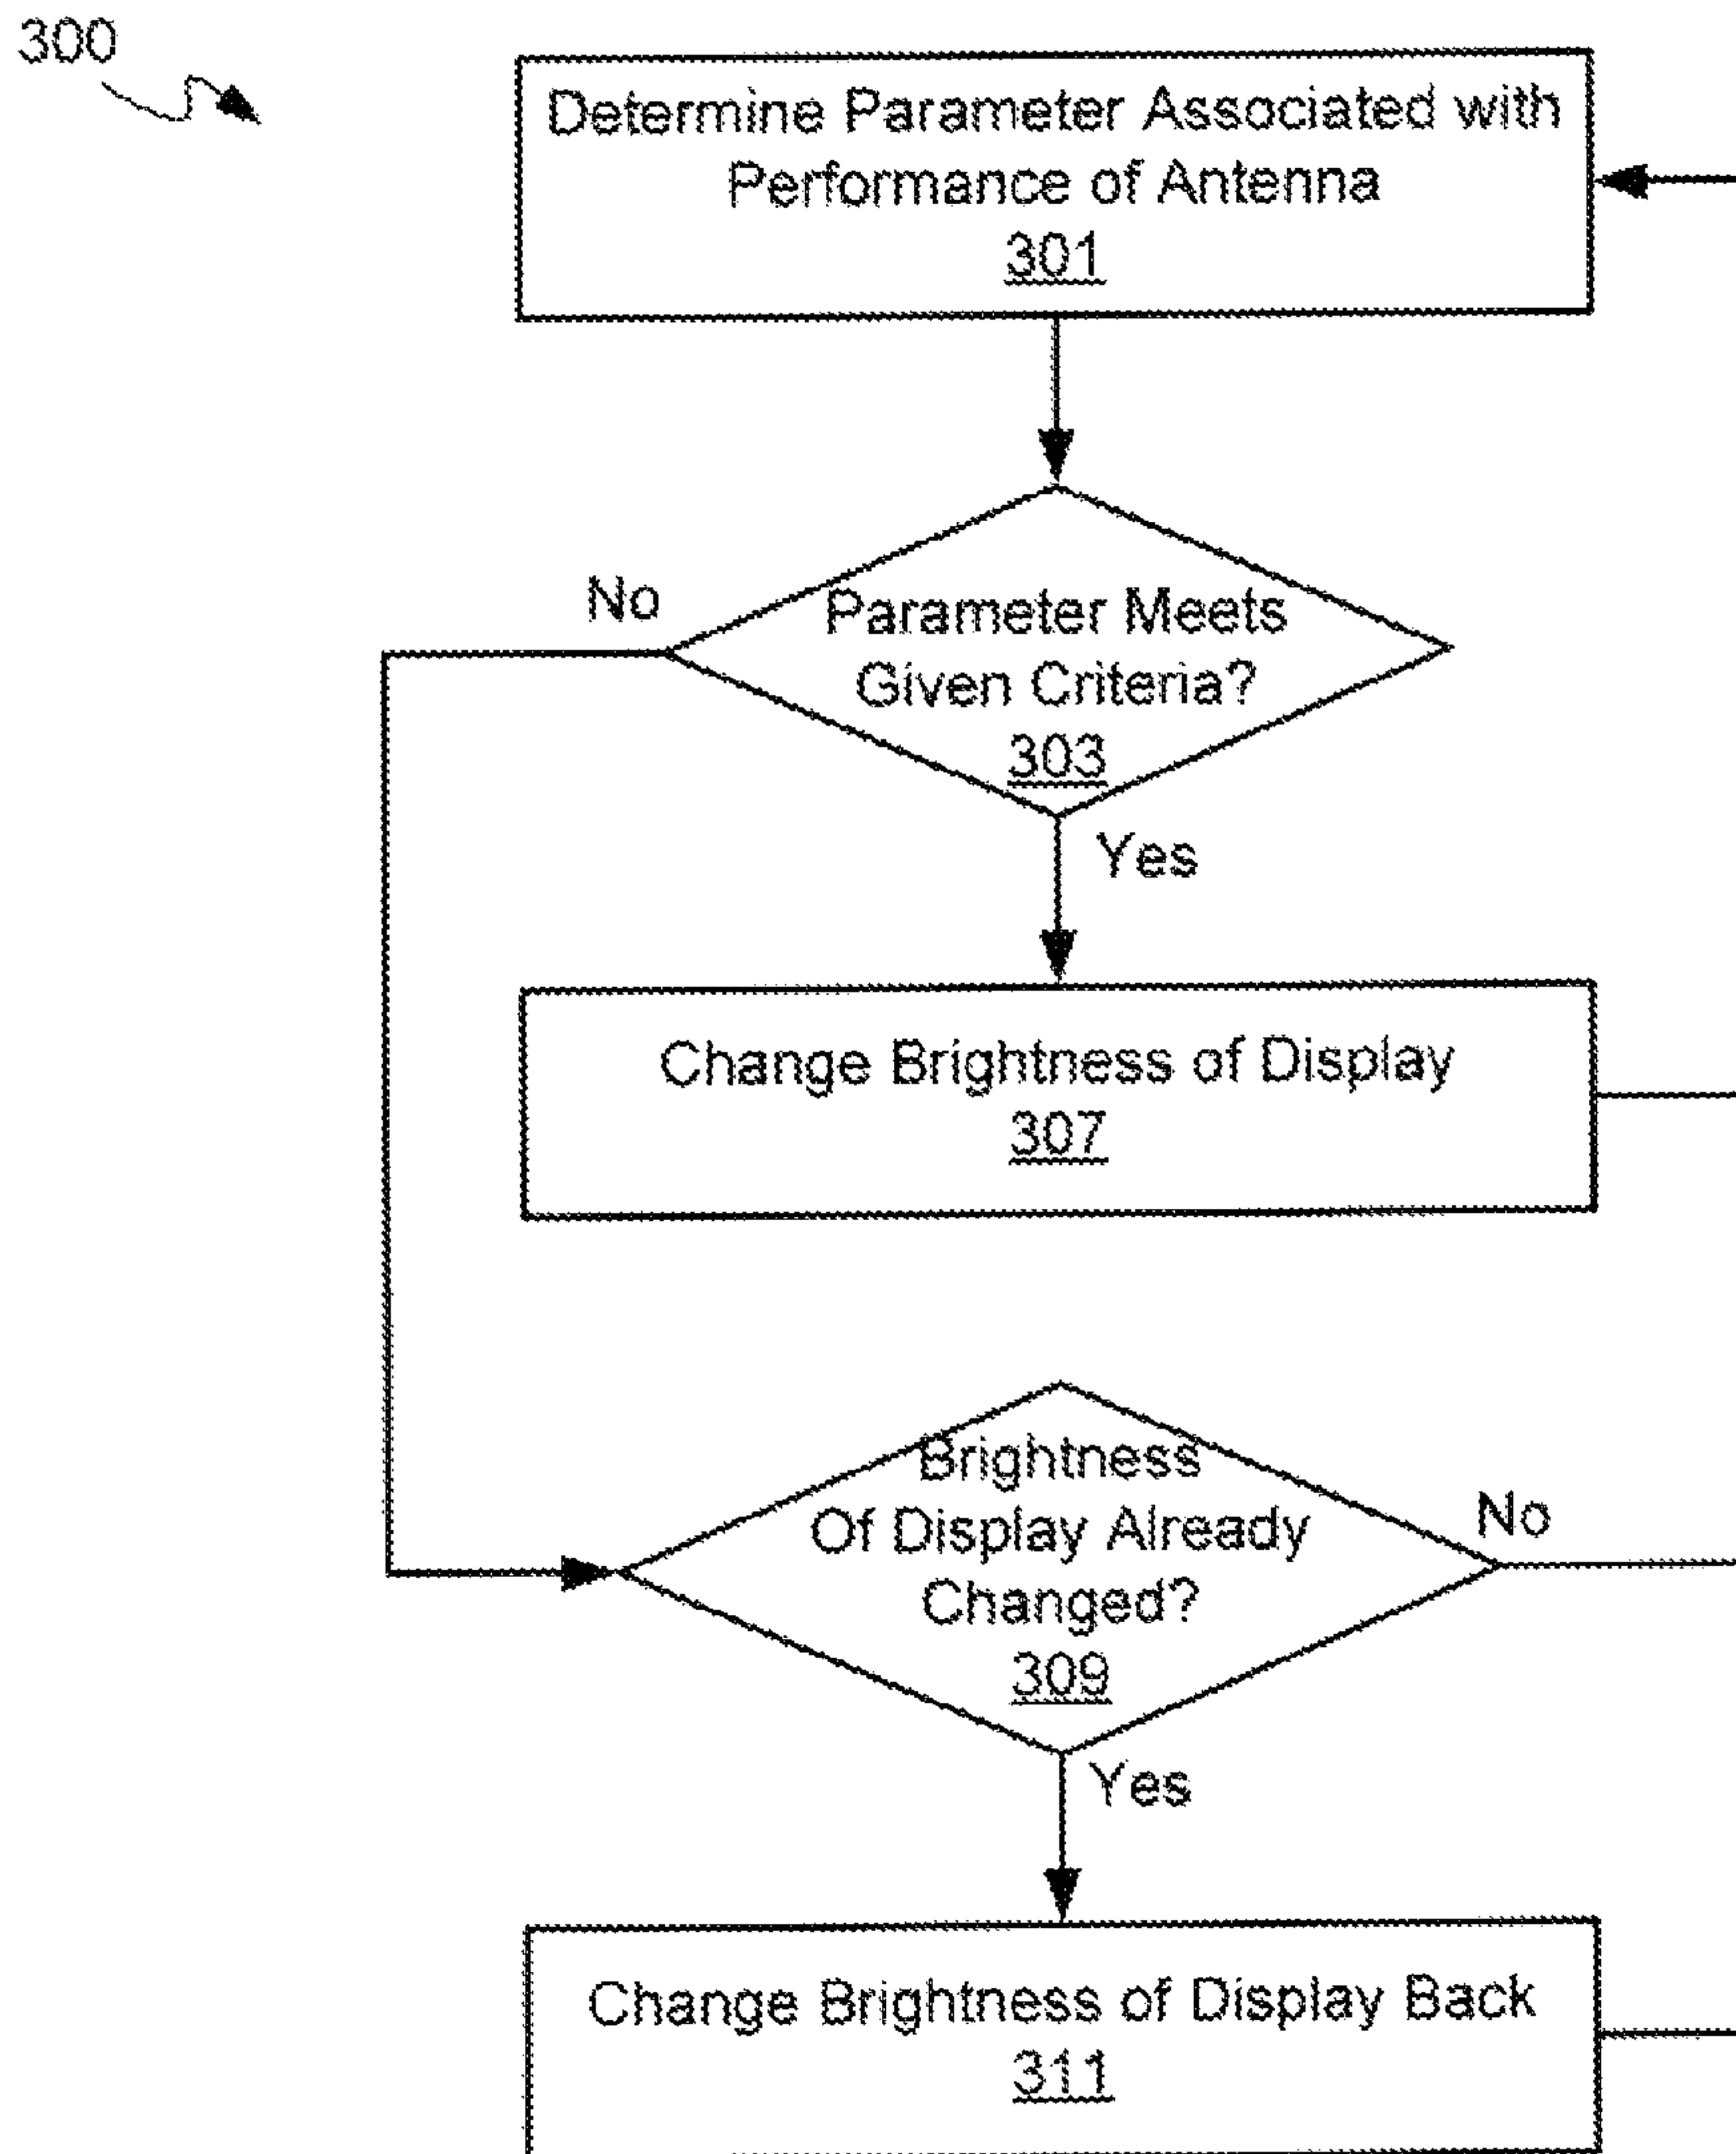 300
Determine Parameter Associated with
Performance of Antenna
301
No
Parameter Meets
Given Criteria?
303
Yes
Change Brightness of Display
307
Brightness
Of Display Already
Changed?
309
No
Yes
Change Brightness of Display Back
311